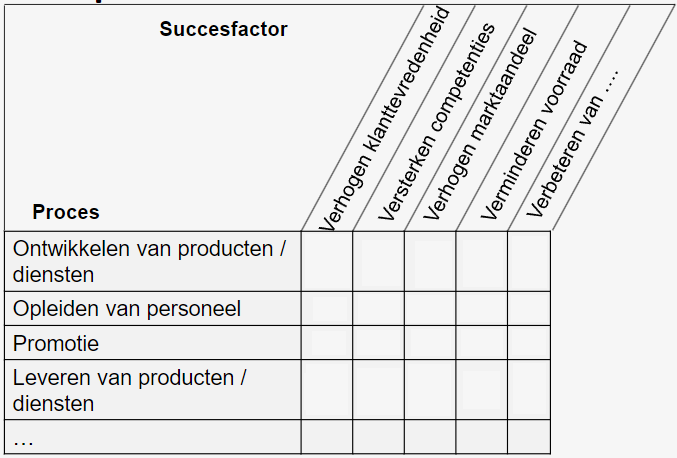 Succesfactor
Verhogen klanttevredenheid
Versterken competenties
Verhogen marktaandeel
Verminderen voorraad
Verbeteren van ….
Proces
Ontwikkelen van producten /
diensten
Opleiden van personeel
Promotie
Leveren van producten /
diensten
…